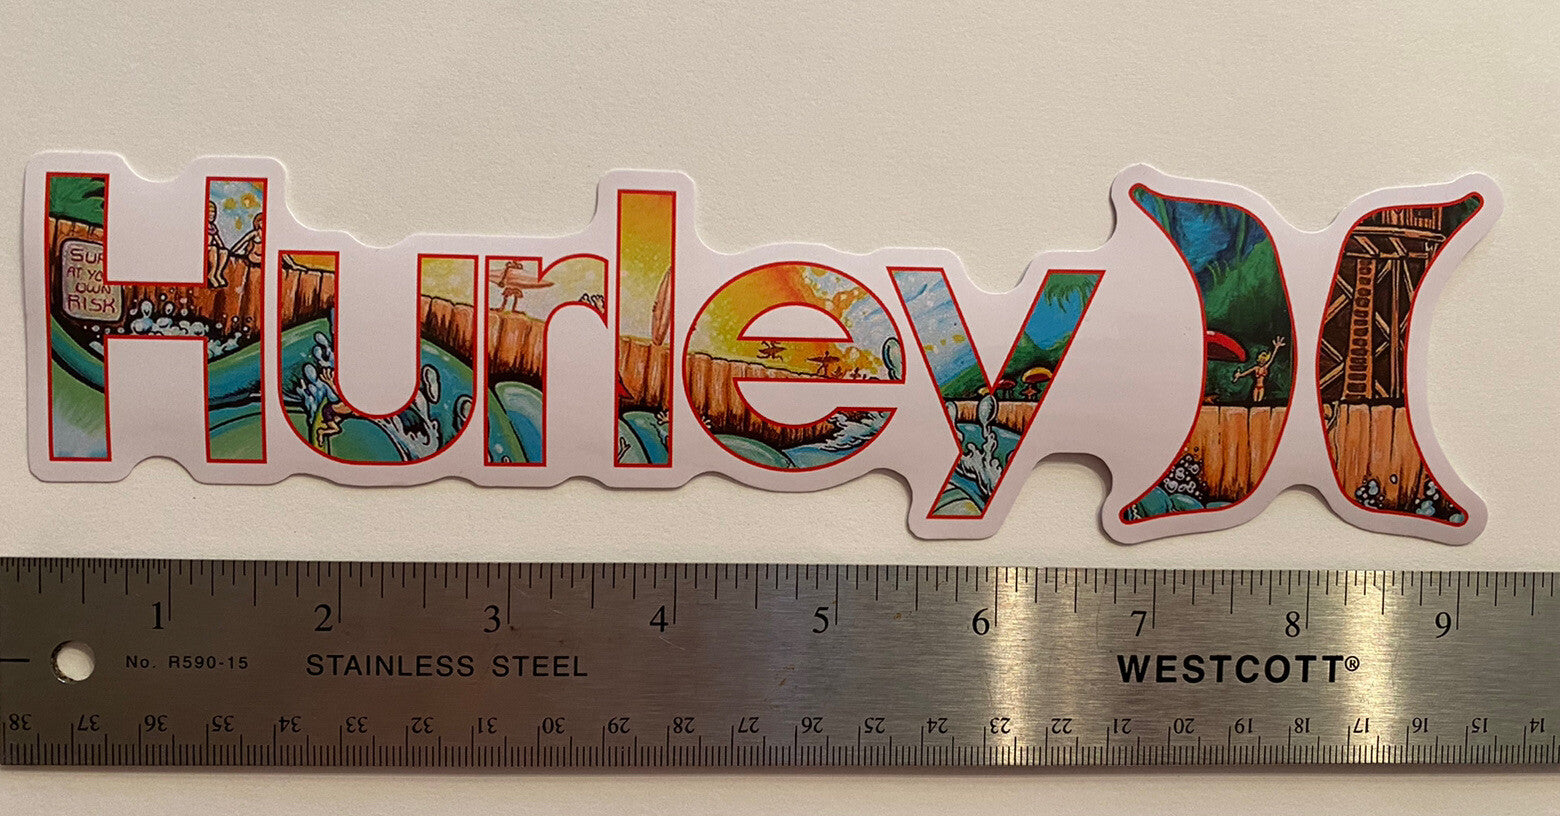 Hurley
SUR
AT YO
OWN
RISK
1 2 3 4 5 6 7 8 9
No. R590-15 STAINLESS STEEL WESTCOTT®
38 37 36 35 34 33 32 31 30 29 28 27 26 25 24 23 22 21 20 19 18 17 16 15 14